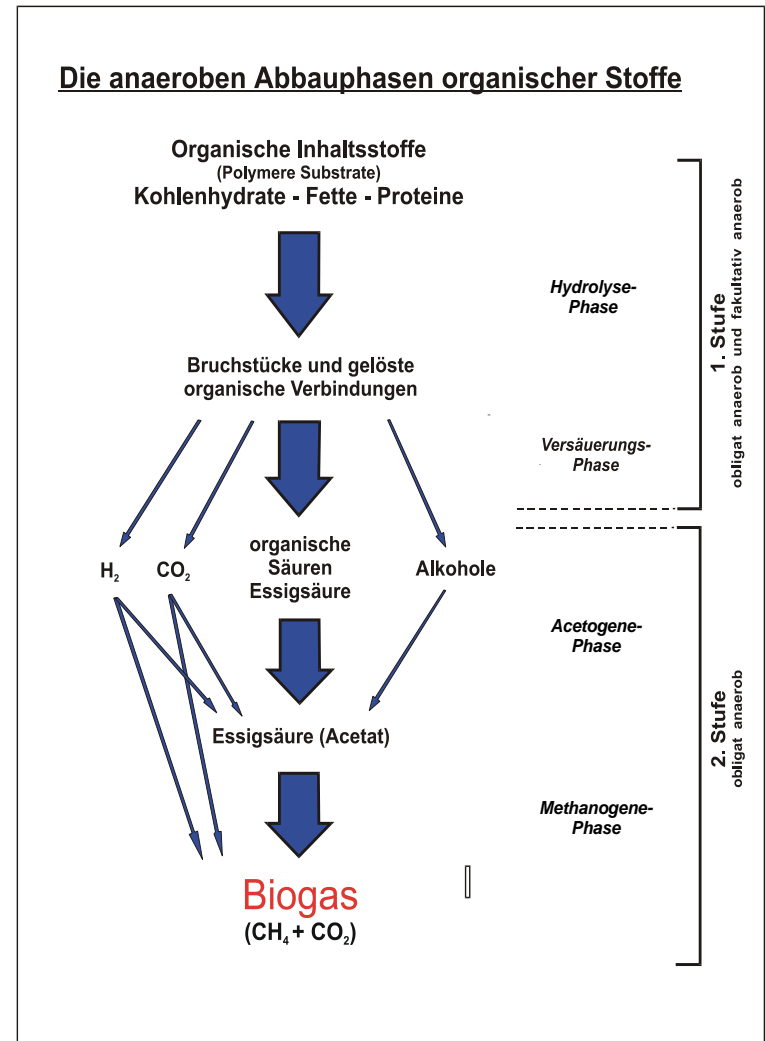 Die anaeroben Abbauphasen organischer Stoffe
Organische Inhaltsstoffe
(Polymere Substrate)
Kohlenhydrate - Fette - Proteine
Hydrolyse-
Phase
Bruchstücke und gelöste
organische Verbindungen
Versäuerungs-
Phase
1. Stufe
obligat anaerob und fakultativ anaerob
H₂
CO₂
organische
Säuren
Essigsäure
Alkohole
Acetogene-
Phase
Essigsäure (Acetat)
Methanogene-
Phase
2. Stufe
obligat anaerob
Biogas
(CH₄ + CO₂)